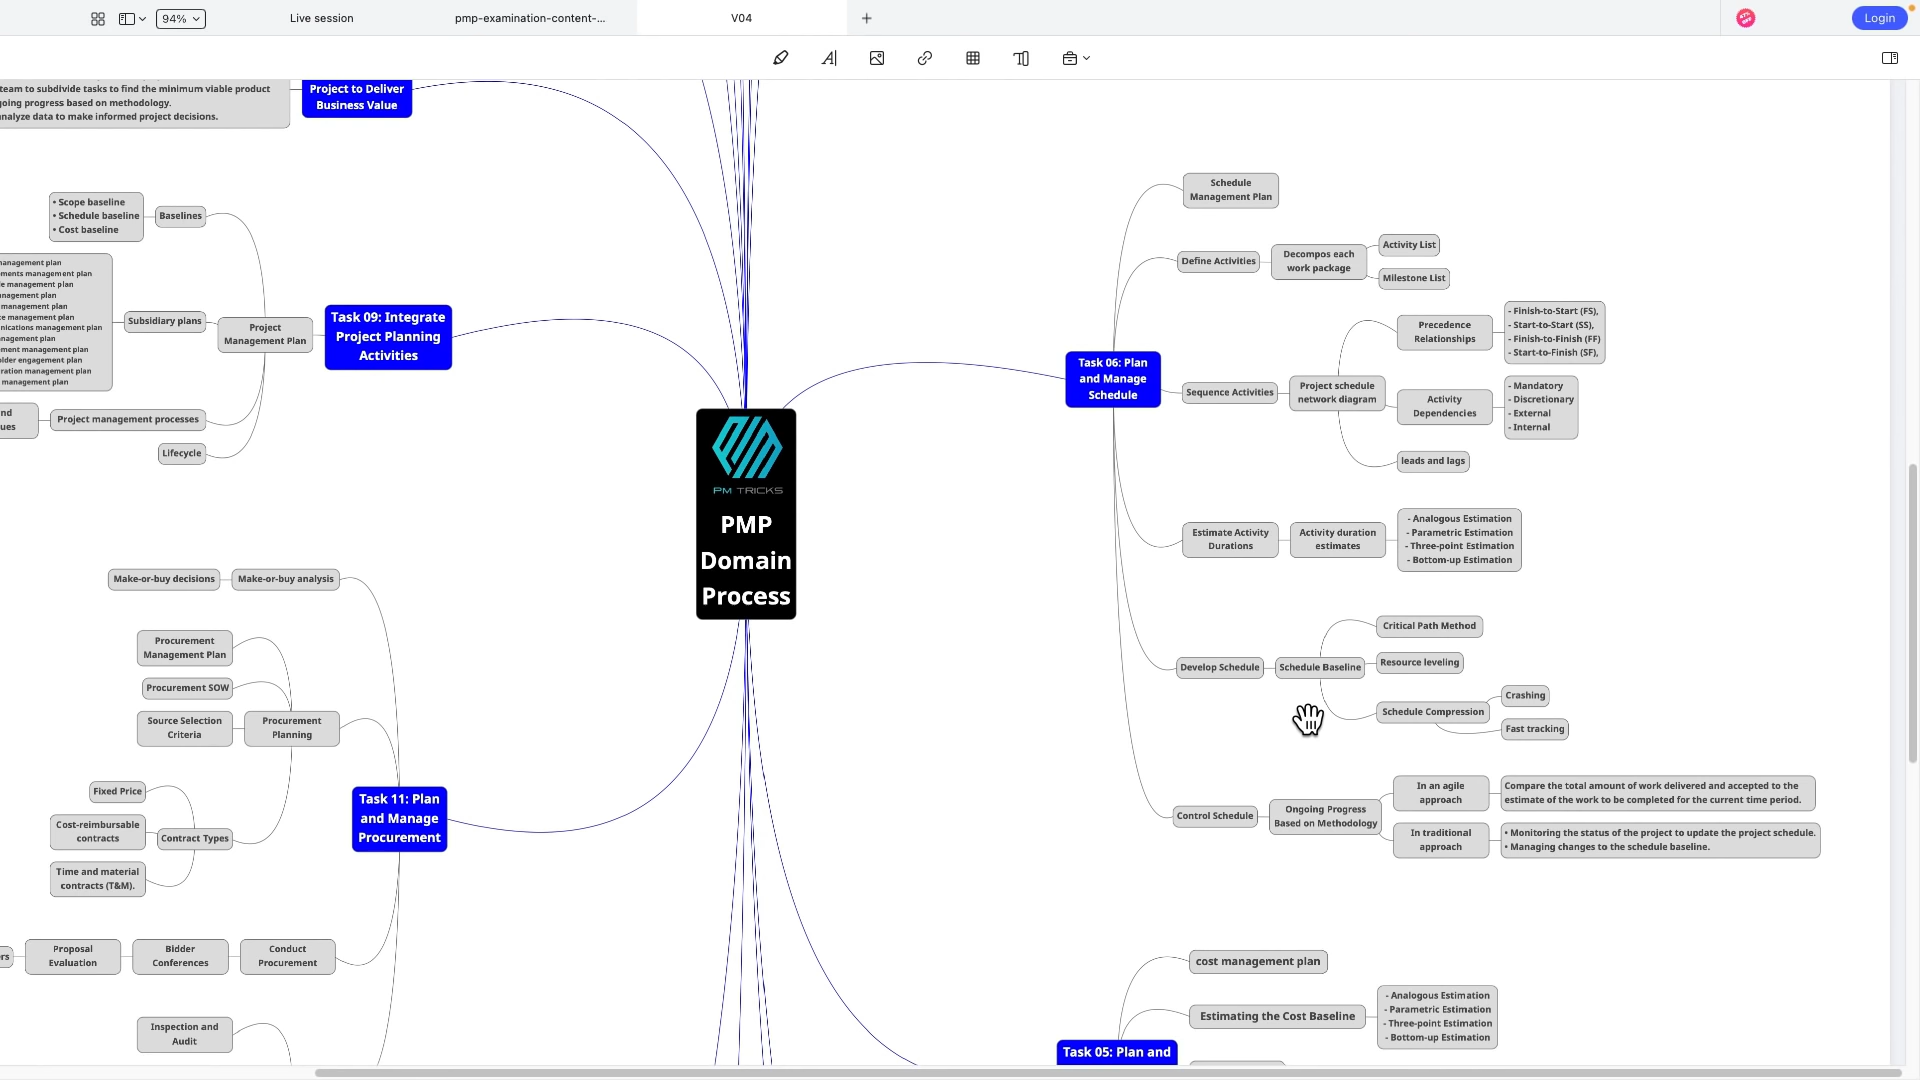 94%
Live session
pmp-examination-content-...
V04
Login
team to subdivide tasks to find the minimum viable product
going progress based on methodology.
analyze data to make informed project decisions.
Project to Deliver
Business Value
• Scope baseline
• Schedule baseline
• Cost baseline
Baselines
management plan
management plan
management plan
management plan
management plan
management plan
management plan
management plan
management plan
engagement plan
management plan
management plan
Subsidiary plans
Project
Management Plan
Task 09: Integrate
Project Planning
Activities
Project management processes
Lifecycle
PM TRICKS
PMP
Domain
Process
Make-or-buy decisions
Make-or-buy analysis
Procurement
Management Plan
Procurement SOW
Source Selection
Criteria
Procurement
Planning
Fixed Price
Cost-reimbursable
contracts
Contract Types
Time and material
contracts (T&M).
Task 11: Plan
and Manage
Procurement
Proposal
Evaluation
Bidder
Conferences
Conduct
Procurement
Inspection and
Audit
Schedule
Management Plan
Define Activities
Decompos each
work package
Activity List
Milestone List
Task 06: Plan
and Manage
Schedule
Sequence Activities
Project schedule
network diagram
Precedence
Relationships
- Finish-to-Start (FS),
- Start-to-Start (SS),
- Finish-to-Finish (FF)
- Start-to-Finish (SF),
Activity
Dependencies
- Mandatory
- Discretionary
- External
- Internal
leads and lags
Estimate Activity
Durations
Activity duration
estimates
- Analogous Estimation
- Parametric Estimation
- Three-point Estimation
- Bottom-up Estimation
Develop Schedule
Schedule Baseline
Critical Path Method
Resource leveling
Schedule Compression
Crashing
Fast tracking
Control Schedule
Ongoing Progress
Based on Methodology
In an agile
approach
Compare the total amount of work delivered and accepted to the
estimate of the work to be completed for the current time period.
In traditional
approach
• Monitoring the status of the project to update the project schedule.
• Managing changes to the schedule baseline.
cost management plan
Estimating the Cost Baseline
- Analogous Estimation
- Parametric Estimation
- Three-point Estimation
- Bottom-up Estimation
Task 05: Plan and